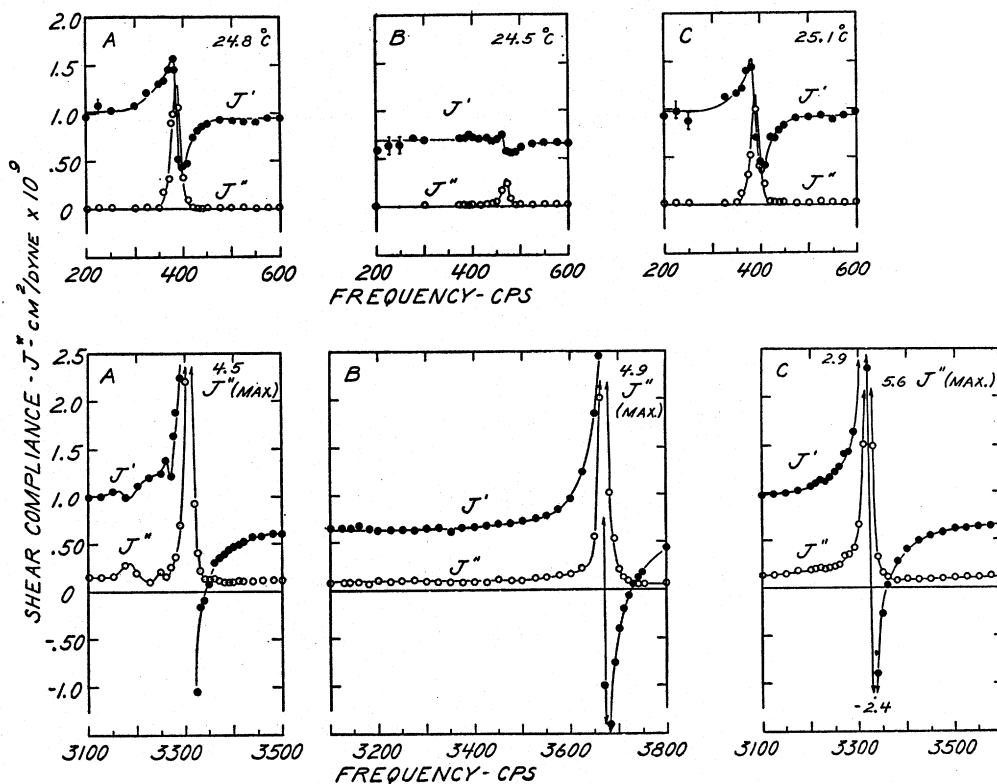 SHEAR COMPLIANCE - J* - CM²/DYNE x 10⁹
2.0
1.5
1.0
.50
0
A
24.8 °C
J'
J"
200 400 600
B
24.5 °C
J'
J"
200 400 600
C
25.1 °C
J'
J"
200 400 600
FREQUENCY - CPS
2.5
2.0
1.5
1.0
.50
0
-.50
-1.0
A
4.5
J" (MAX.)
J'
J"
3100 3300 3500
B
4.9
J"
(MAX.)
J'
J"
3200 3400 3600 3800
C
2.9
5.6 J" (MAX.)
J'
J"
-2.4
3100 3300 3500
FREQUENCY - CPS